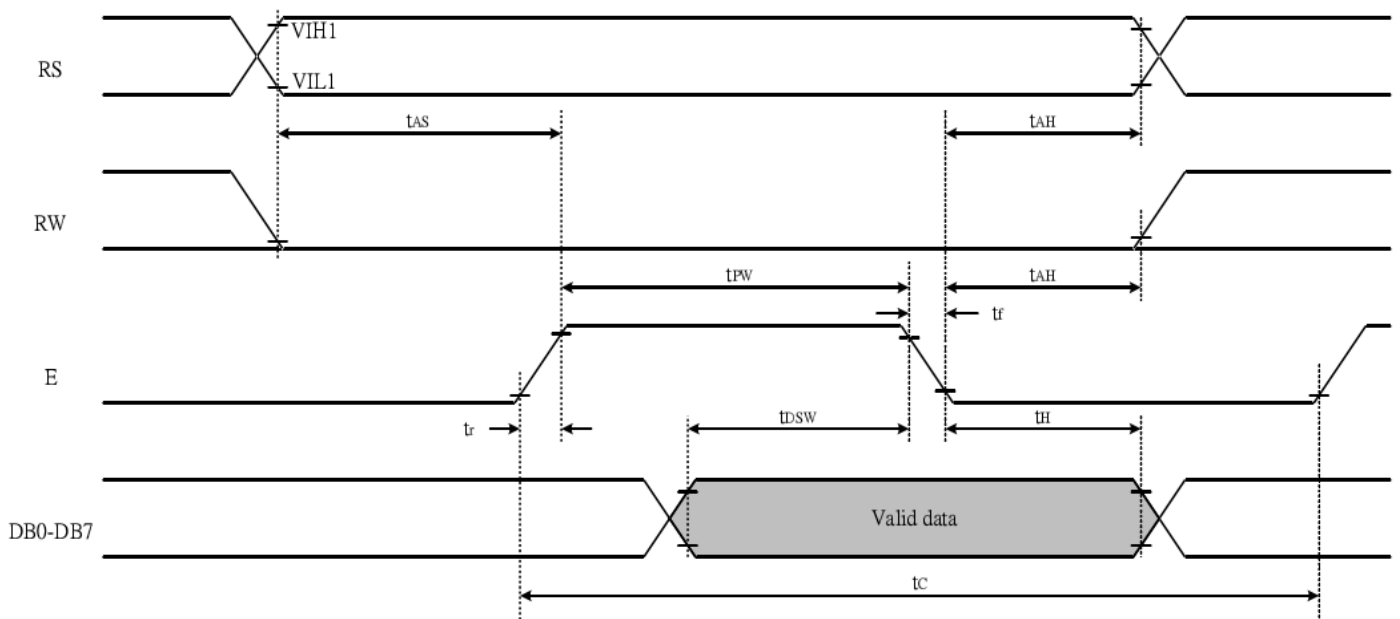 VIH1
RS
VIL1
tAS
tAH
RW
tPW
tAH
tf
E
tr
tDSW
tH
Valid data
DB0-DB7
tC